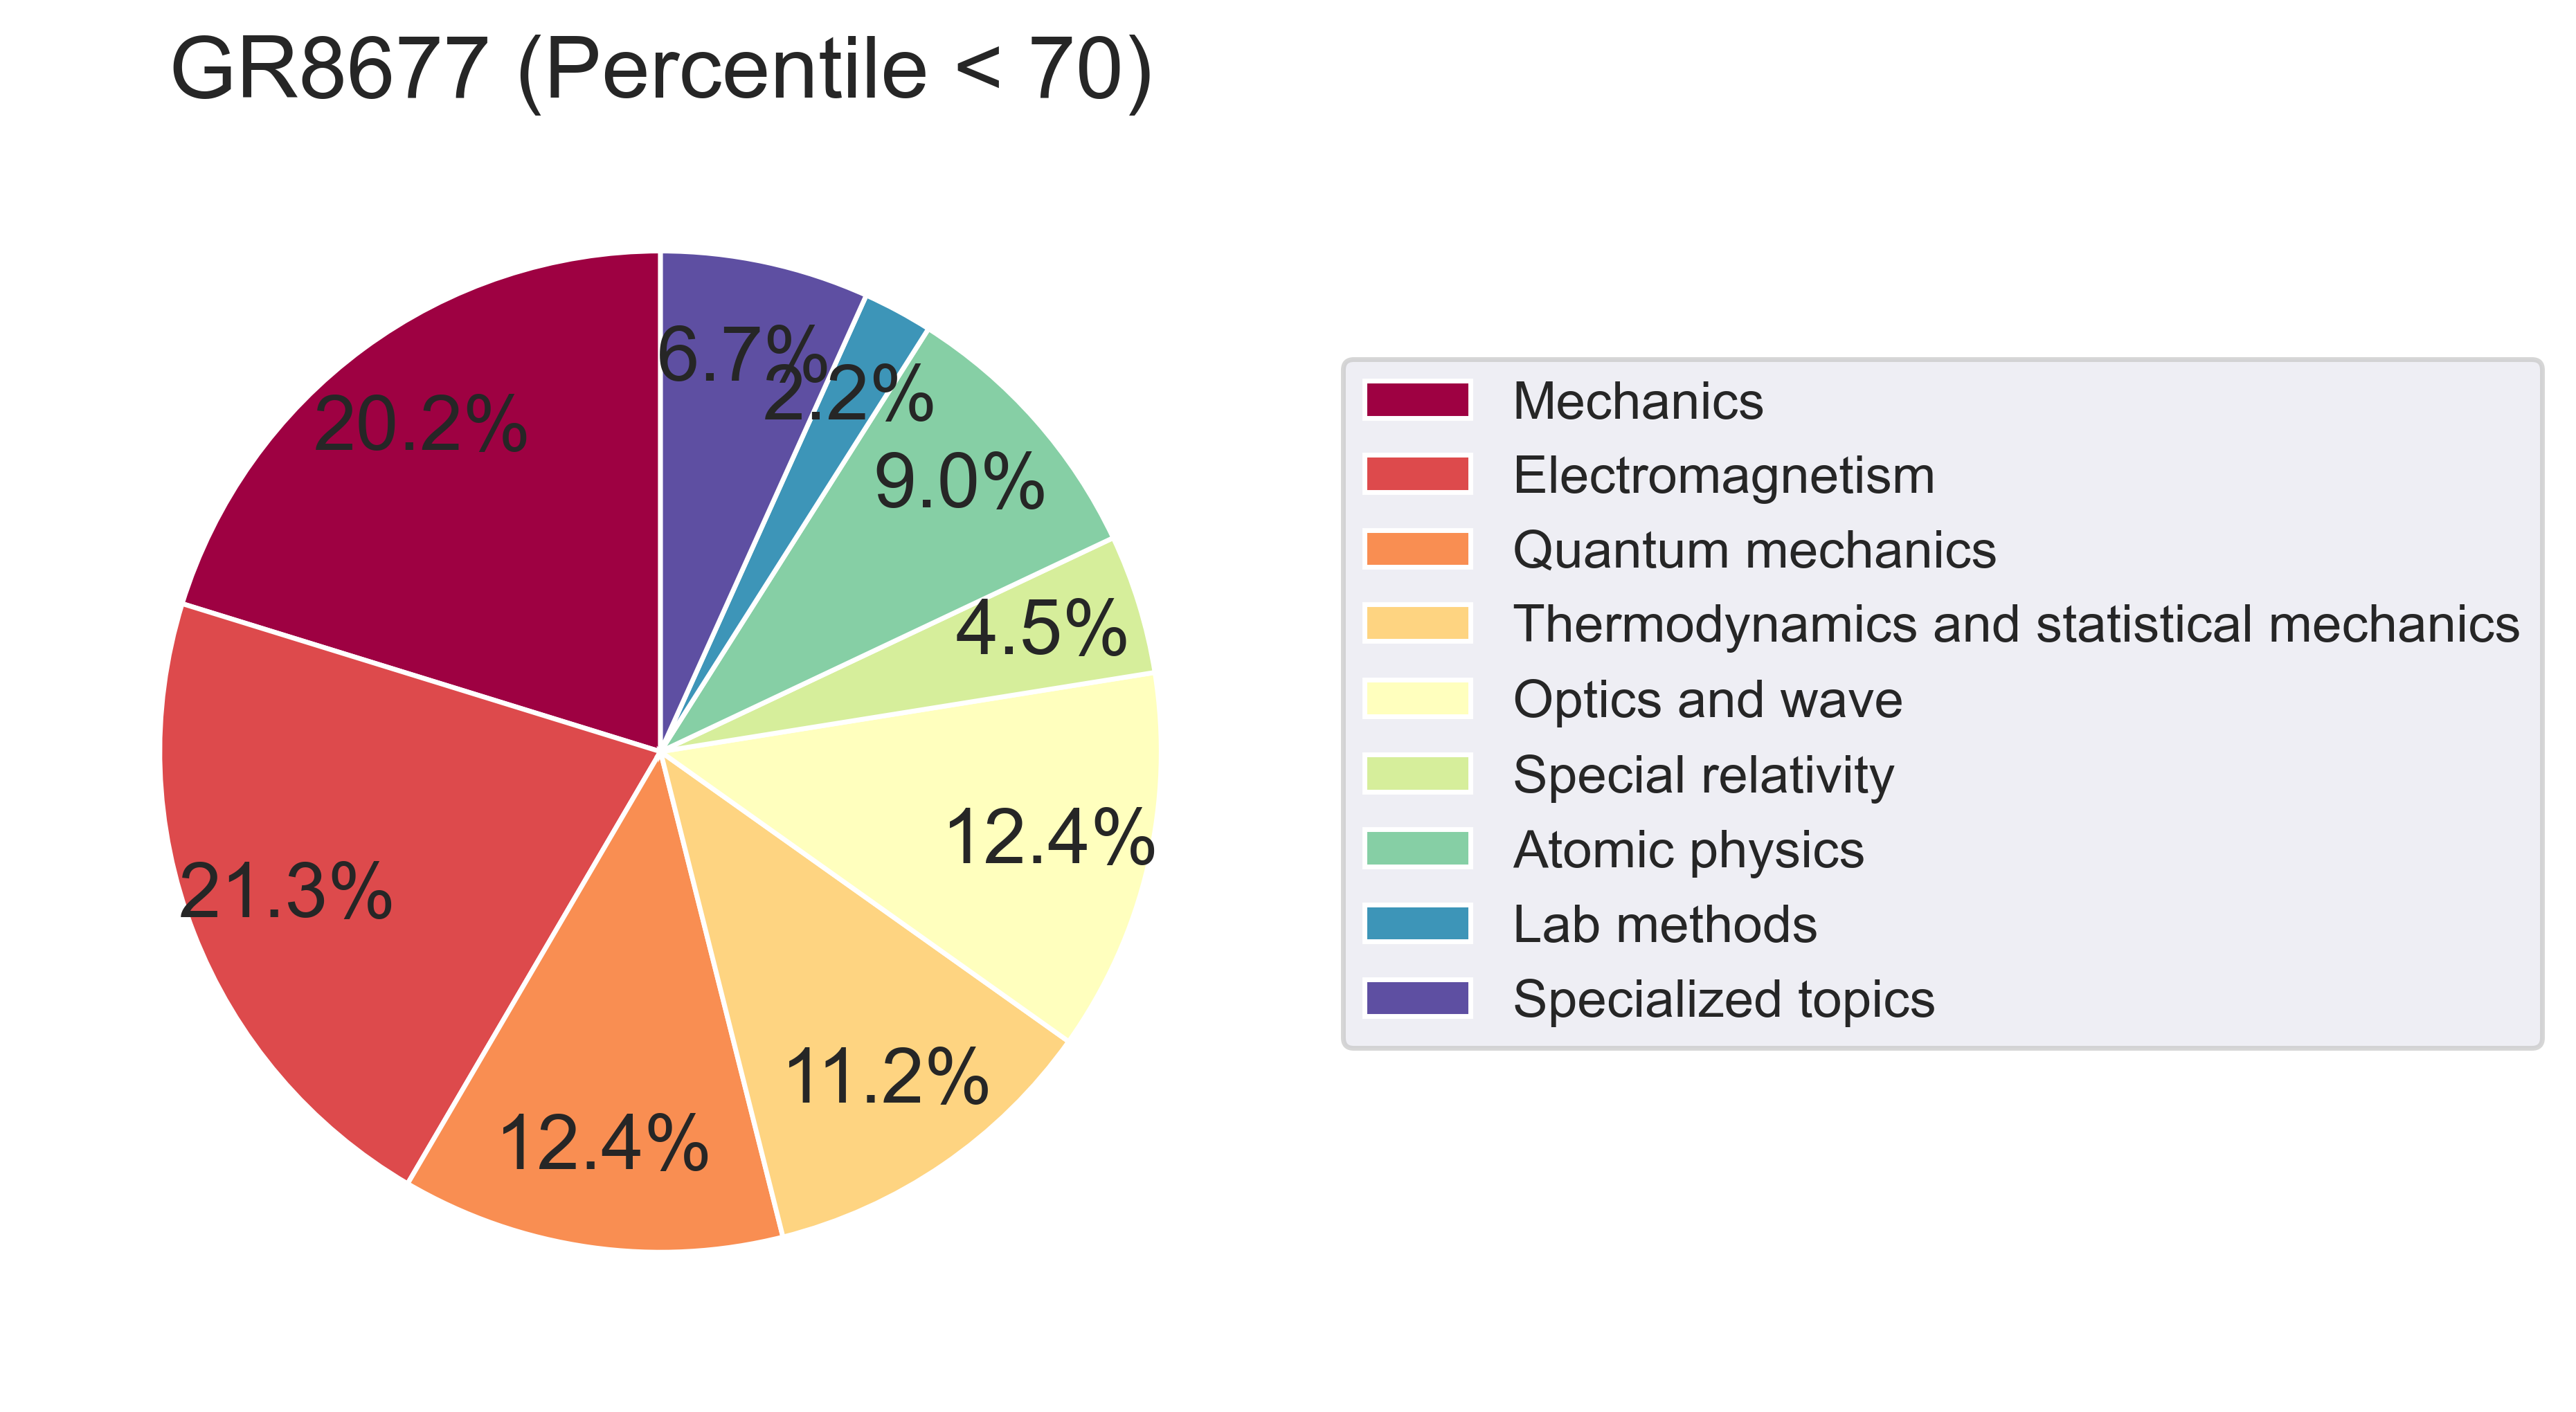 GR8677 (Percentile < 70)
6.7%
2.2%
20.2%
9.0%
4.5%
12.4%
21.3%
11.2%
12.4%
Mechanics
Electromagnetism
Quantum mechanics
Thermodynamics and statistical mechanics
Optics and wave
Special relativity
Atomic physics
Lab methods
Specialized topics